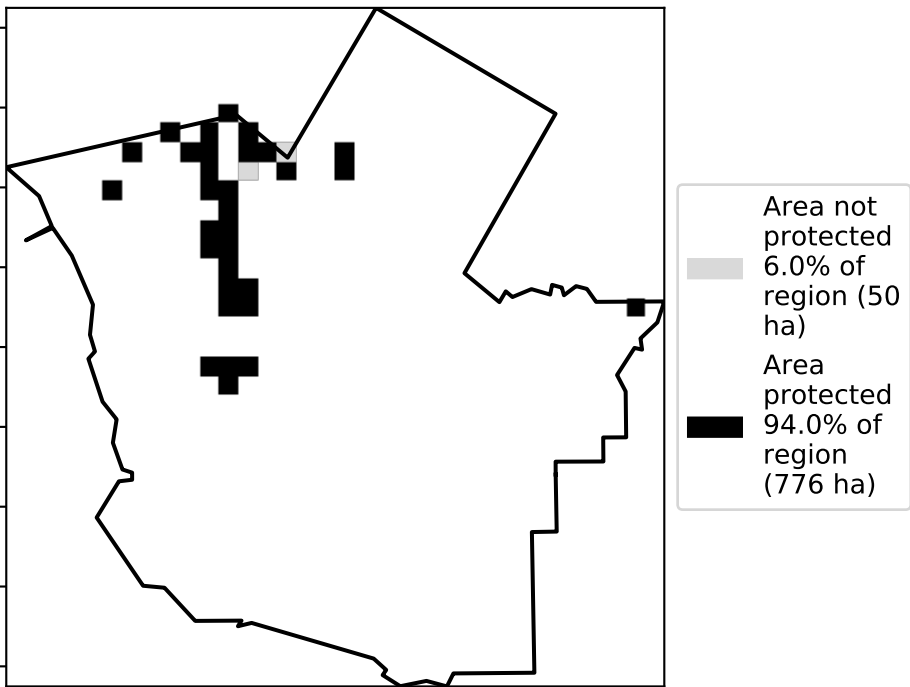 Area not
protected
6.0% of
region (50
ha)
Area
protected
94.0% of
region
(776 ha)